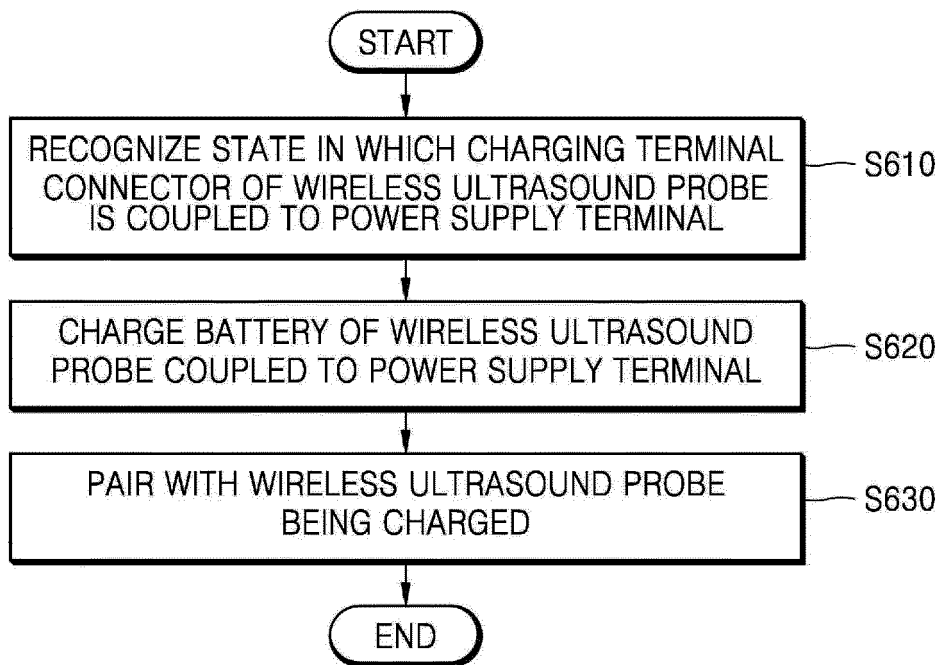 START
RECOGNIZE STATE IN WHICH CHARGING TERMINAL
CONNECTOR OF WIRELESS ULTRASOUND PROBE
IS COUPLED TO POWER SUPPLY TERMINAL
S610
CHARGE BATTERY OF WIRELESS ULTRASOUND
PROBE COUPLED TO POWER SUPPLY TERMINAL
S620
PAIR WITH WIRELESS ULTRASOUND PROBE
BEING CHARGED
S630
END